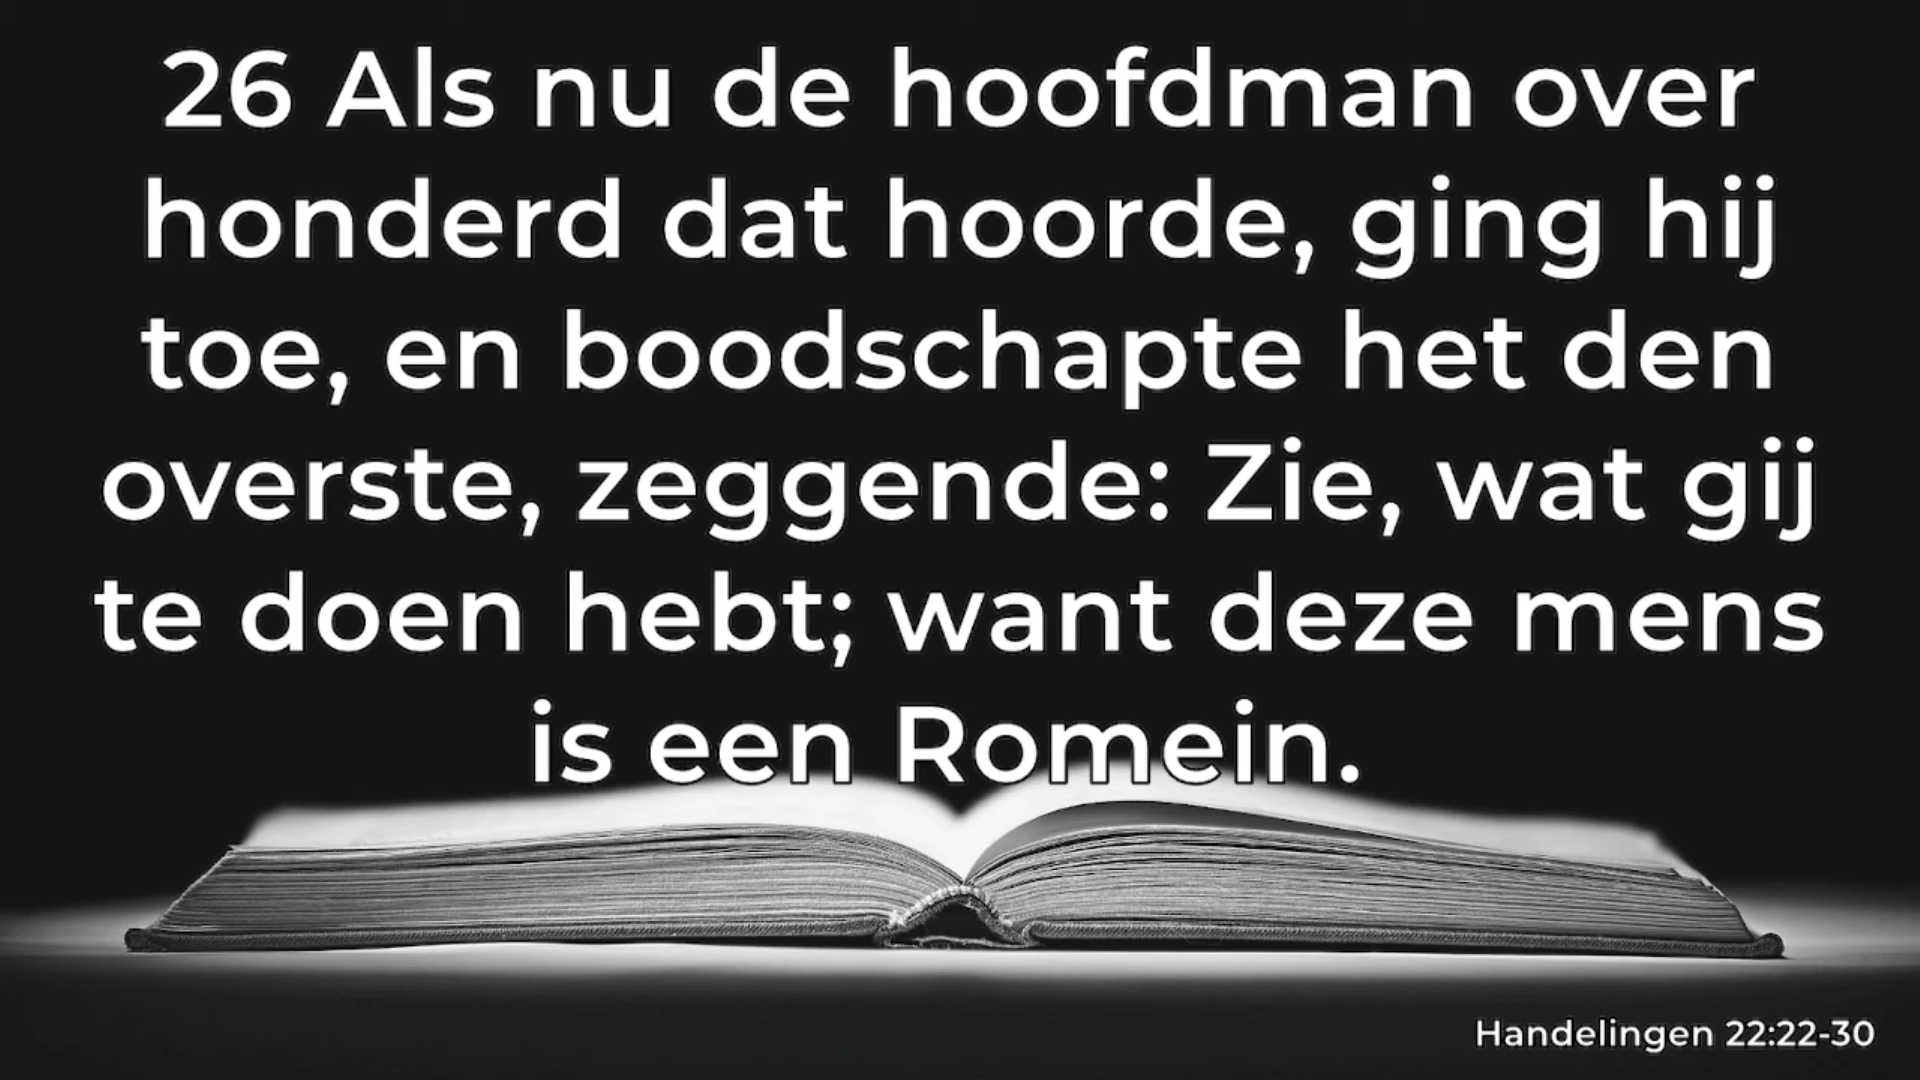 26 Als nu de hoofdman over
honderd dat hoorde, ging hij
toe, en boodschapte het den
overste, zeggende: Zie, wat gij
te doen hebt; want deze mens
is een Romein.
Handelingen 22:22-30